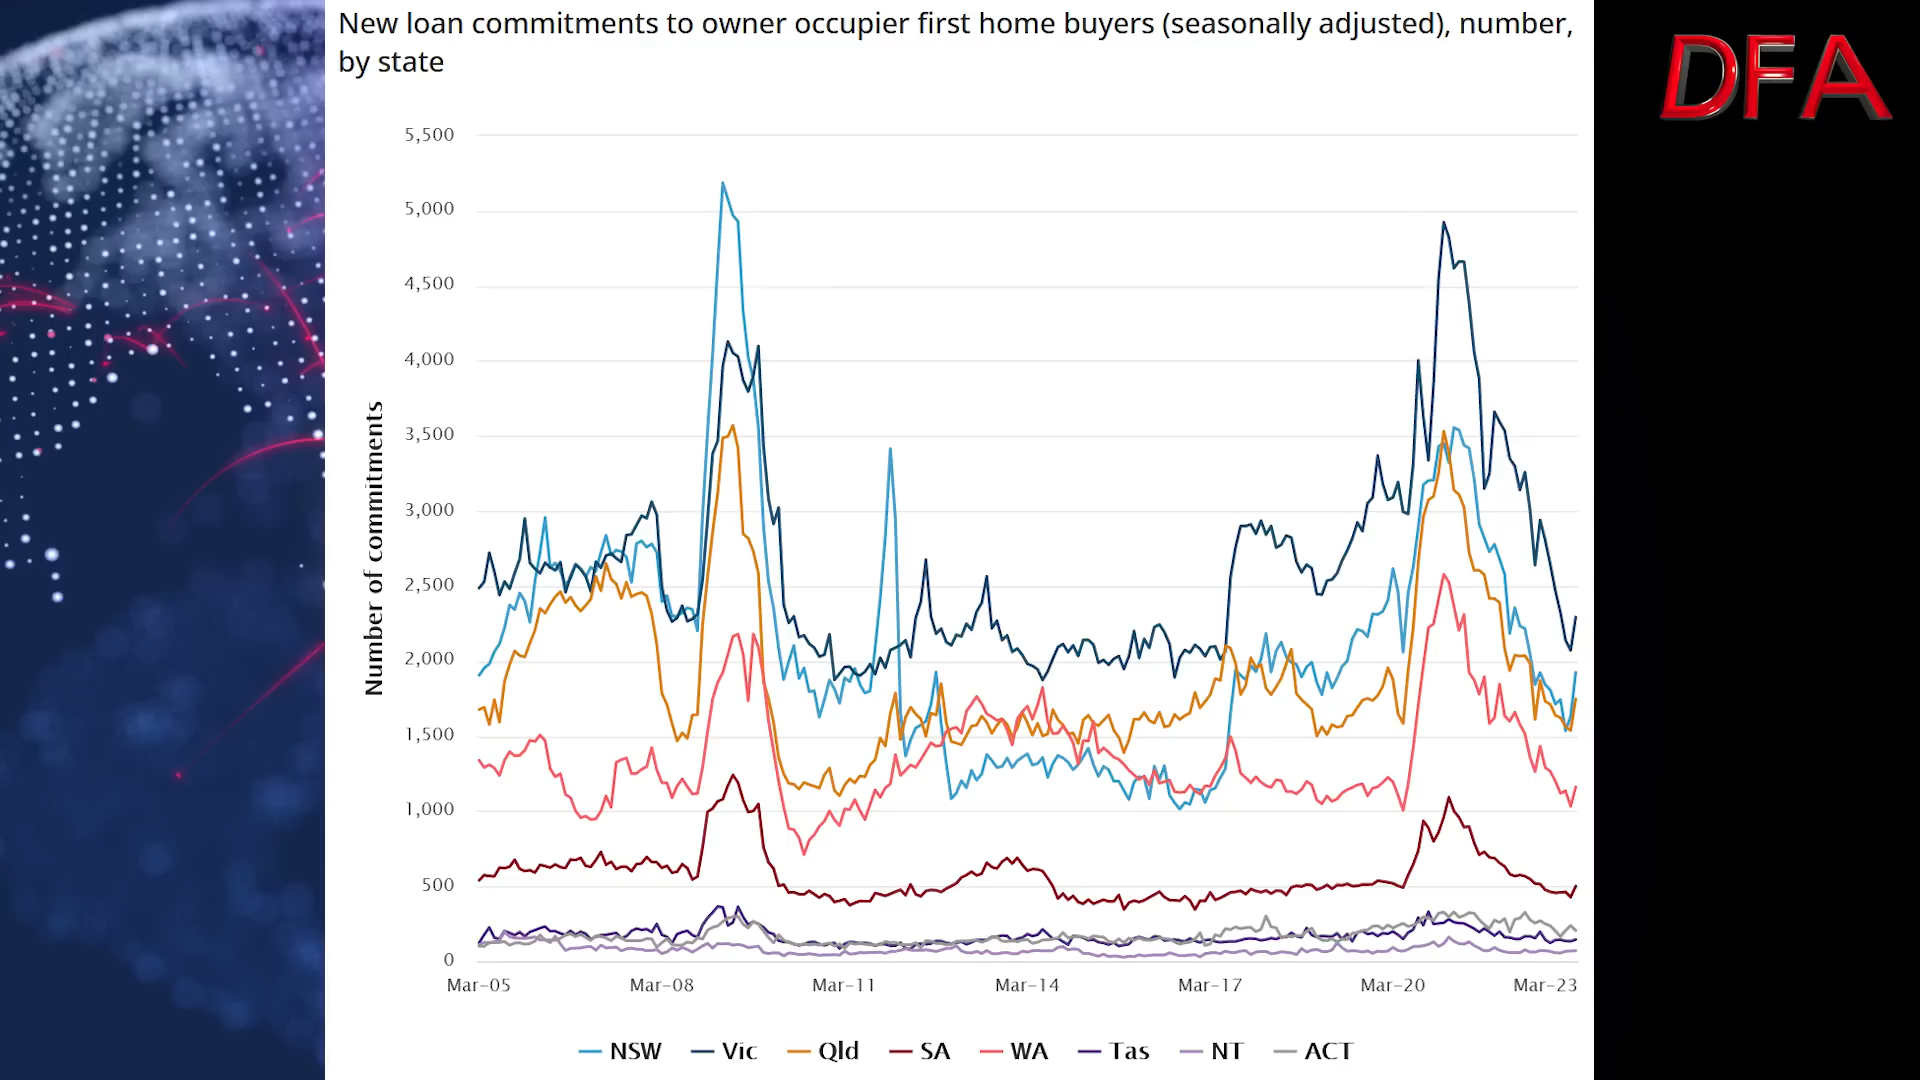 New loan commitments to owner occupier first home buyers (seasonally adjusted), number,
by state
DFA
5,500
5,000
4,500
4,000
3,500
3,000
2,500
2,000
1,500
1,000
500
0
Number of commitments
Mar-05 Mar-08 Mar-11 Mar-14 Mar-17 Mar-20 Mar-23
NSW Vic Qld SA WA Tas NT ACT